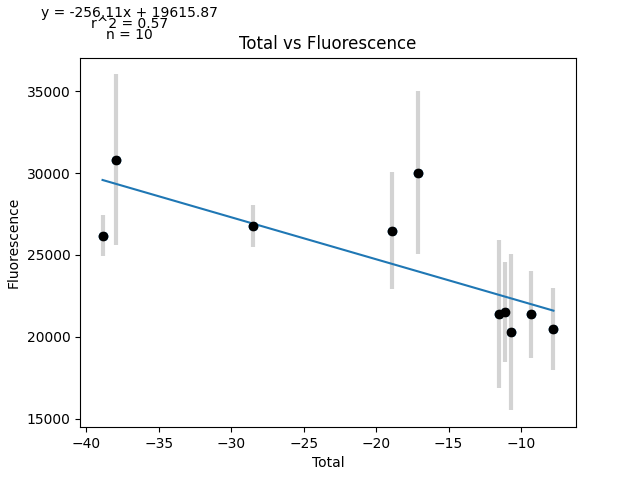 y = -256.11x + 19615.87
r^2 = 0.57
n = 10
Total vs Fluorescence
35000
30000
25000
20000
15000
Fluorescence
−40
−35
−30
−25
−20
−15
−10
Total